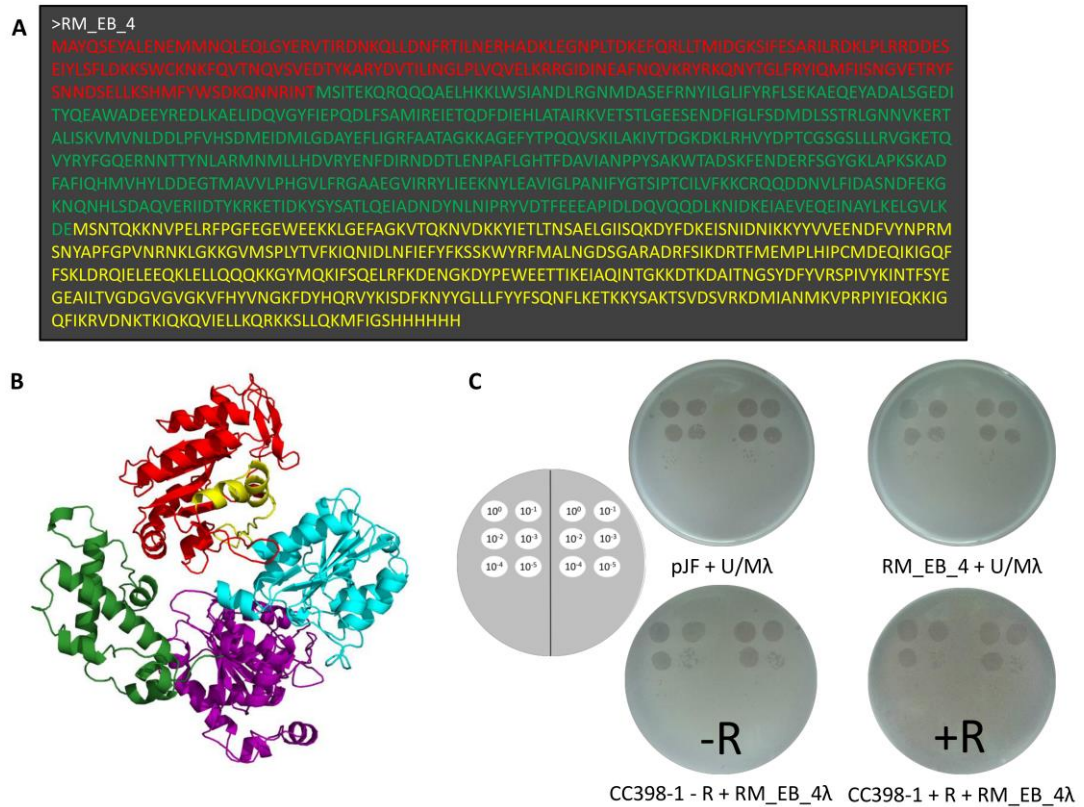 A
>RM_EB_4
MAYQSEYALENEMMNQLEQLGYERVTIRDNKQLLDNFRTILNERHADKLEGNPLTDKEFQRLLTMIDGKSIFESARILRDKLPLRRDDES
EIYLSFLDKKSWCKNKFQVTNQVSVEDTYKARYDVTILINGLPLVQVELKRRGIDINEAFNQVKRYRKQNYTGLFRYIQMFIISNGVETRYF
SNNDSELLKSHMFYWSDKQNNRINTMSITEKQRQQQAELHKKLWSIANDLRGNMDASEFRNYILGLIFYRFLSEKAEQEYADALSGEDI
TYQEAWADEEYREDLKAELIDQVGYFIEPQDLFSAMIREIETQDFDIEHLATAIRKVETSTLGEESENDFIGLFSDMDLSSTRLGNNVKERT
ALISKVMVNLDDLPFVHSDMEIDMLGDAYEFLIGRFAATAGKKAGEFYTPQQVSKILAKIVTDGKDKLRHVYDPTCGSGSLLLRVGKETQ
VYRYFGQERNNTTYNLARMNMLLHDVRYENFDIRNDDTLENPAFLGHTFDAVIANPPYSAKWTADSKFENDERFSGYGKLAPKSKAD
FAFIQHMVHYLDDEGTMAVVLPHGVLFRGAAEGVIRRYLIEEKNYLEAVIGLPANIFYGTSIPTCILVFKKCRQQDDNVLFIDASNDFEKG
KNQNHLSDAQVERIIDTYKRKETIDKYSYSATLQEIADNDYNLNIPRYVDTFEEEAPIDLDQVQQDLKNIDKEIAEVEQEINAYLKELGVLK
DEMSNTQKKNVPELRFPGFEGEWEEKKLGEFAGKVTQKNVDKKYIETLTNSAELGIISQKDYFDKEISNIDNIKKYYVVEENDFVYNPRM
SNYAPFGPVNRNKLGKKGVMSPLYTVFKIQNIDLNFIEFYFKSSKWYRFMALNGDSGARADRFSIKDRTFMEMPLHIPCMDEQIKIGQF
FSKLDRQIELEEQKLELLQQQKKGYMQKIFSQELRFKDENGKDYPEWEETTIKEIAQINTGKKDTKDAITNGSYDFYVRSPIVYKINTFSYE
GEAILTVGDGVGVGKVFHYVNGKFDYHQRVYKISDFKNYYGLLLFYYFSQNFLKETKKYSAKTSVDSVRKDMIANMKVPRPIYIEQKKIG
QFIKRVDNKTKIQKQVIELLKQRKKSLLQKMFIGSHHHHHH
B
C
10⁰ 10⁻¹ 10⁰ 10⁻¹
10⁻² 10⁻³ 10⁻² 10⁻³
10⁻⁴ 10⁻⁵ 10⁻⁴ 10⁻⁵
pJF + U/Mλ
RM_EB_4 + U/Mλ
-R
+R
CC398-1 - R + RM_EB_4λ
CC398-1 + R + RM_EB_4λ